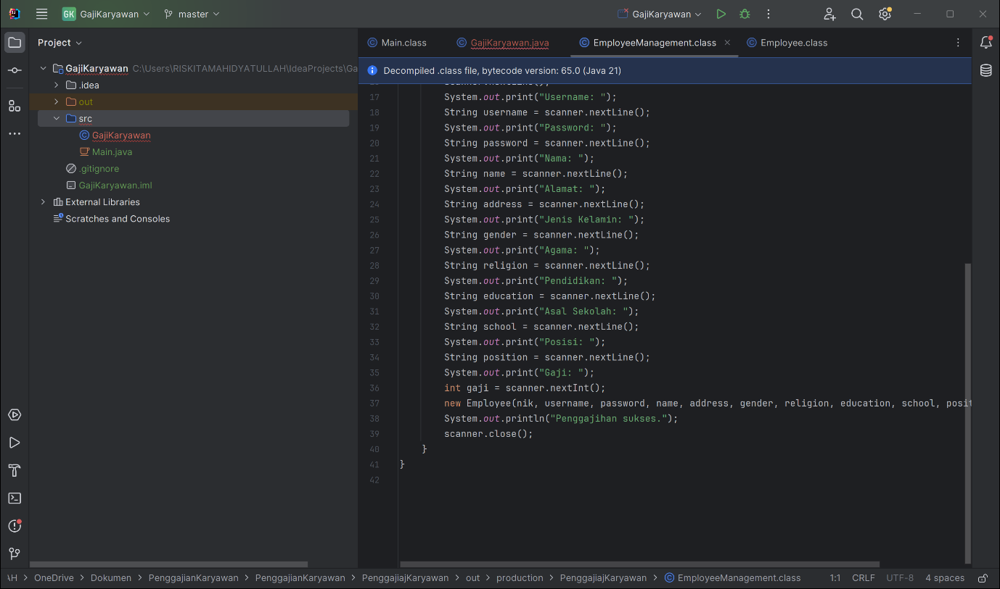 GK GajiKaryawan master GajiKaryawan
Project
GajiKaryawan C:\Users\RISKITAMAHIDYATULLAH\IdeaProjects\Ga
.idea
out
src
GajiKaryawan
Main.java
.gitignore
GajiKaryawan.iml
External Libraries
Scratches and Consoles
Main.class GajiKaryawan.java EmployeeManagement.class Employee.class
Decompiled .class file, bytecode version: 65.0 (Java 21)
17 System.out.print("Username: ");
18 String username = scanner.nextLine();
19 System.out.print("Password: ");
20 String password = scanner.nextLine();
21 System.out.print("Nama: ");
22 String name = scanner.nextLine();
23 System.out.print("Alamat: ");
24 String address = scanner.nextLine();
25 System.out.print("Jenis Kelamin: ");
26 String gender = scanner.nextLine();
27 System.out.print("Agama: ");
28 String religion = scanner.nextLine();
29 System.out.print("Pendidikan: ");
30 String education = scanner.nextLine();
31 System.out.print("Asal Sekolah: ");
32 String school = scanner.nextLine();
33 System.out.print("Posisi: ");
34 String position = scanner.nextLine();
35 System.out.print("Gaji: ");
36 int gaji = scanner.nextInt();
37 new Employee(nik, username, password, name, address, gender, religion, education, school, posit
38 System.out.println("Penggajihan sukses.");
39 scanner.close();
40 }
41 }
42
AH > OneDrive > Dokumen > PenggajianKaryawan > PenggajianKaryawan > PenggajiajKaryawan > out > production > PenggajiajKaryawan > EmployeeManagement.class 1:1 CRLF UTF-8 4 spaces